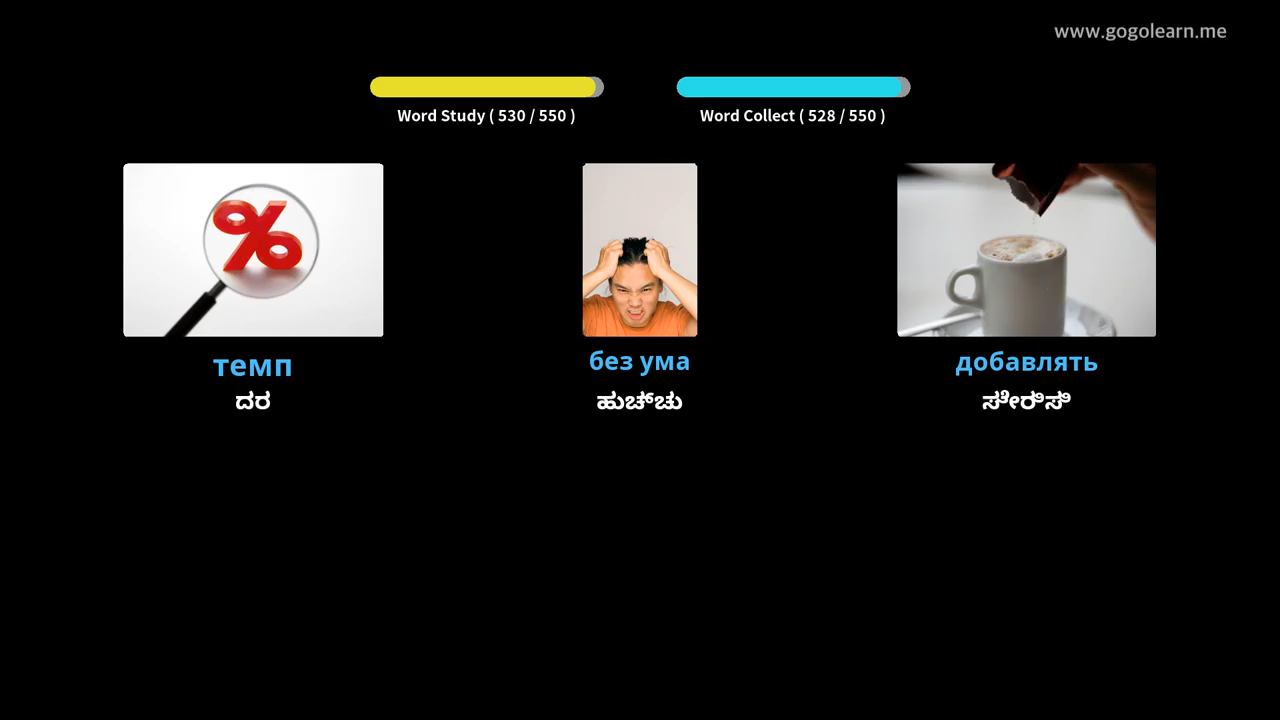 www.gogolearn.me
Word Study ( 530 / 550 )
Word Collect ( 528 / 550 )
темп
без ума
добавлять
ದರ
ಹುಚ್ಚು
ಸೇರಿಸಿ